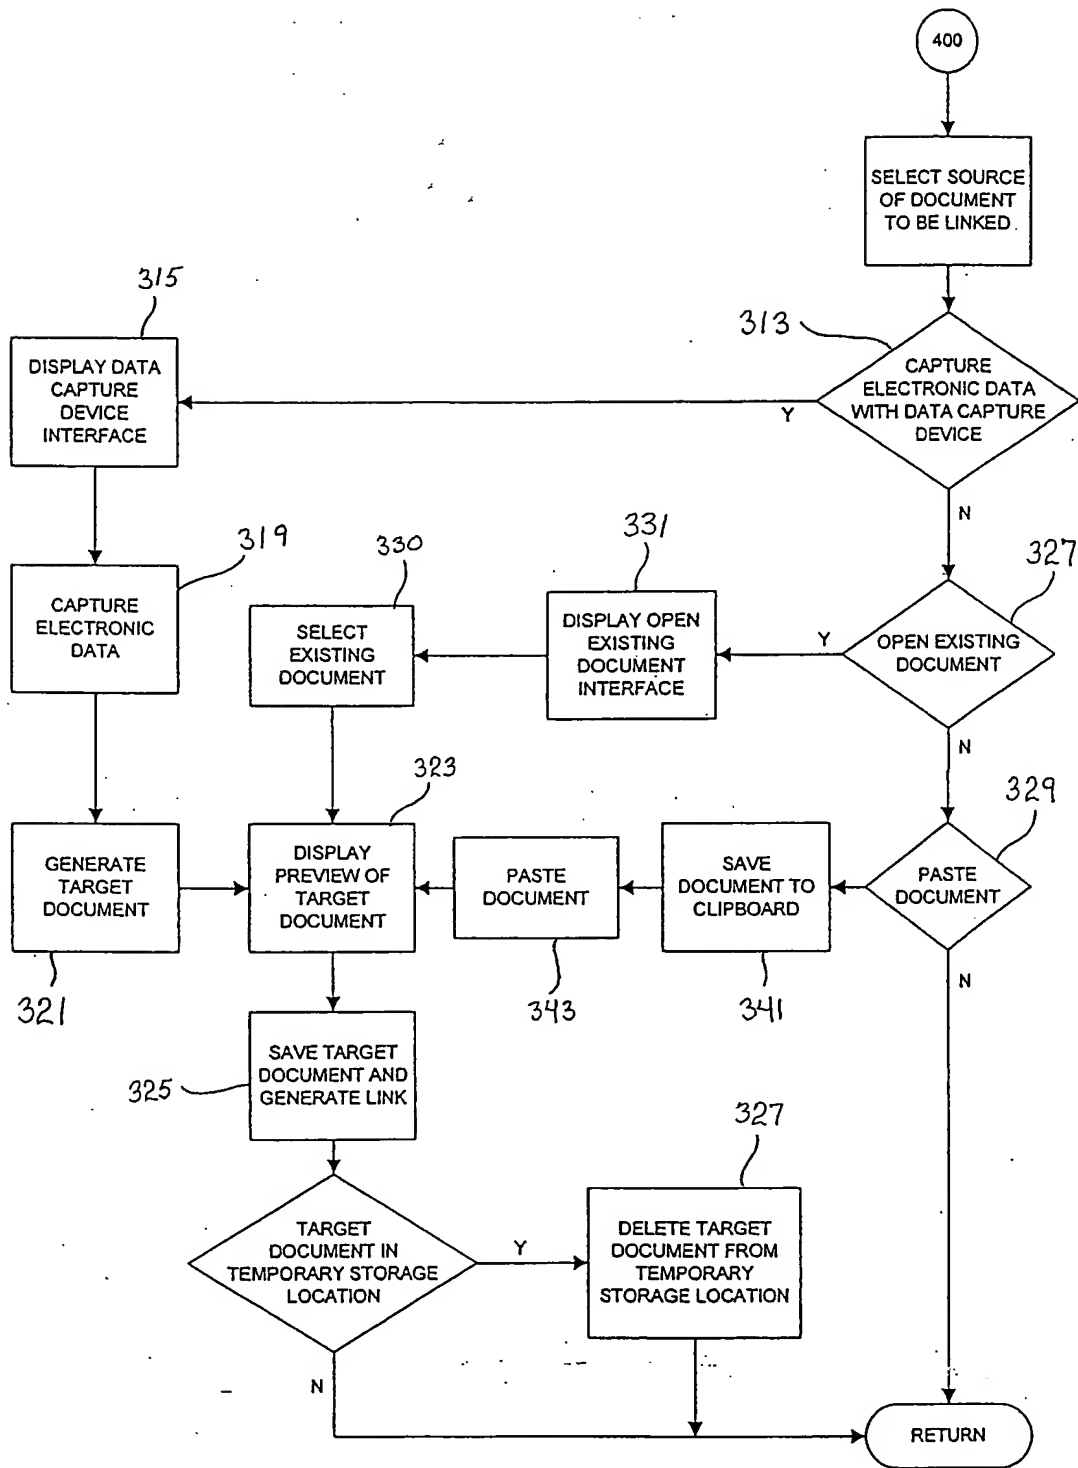 400
SELECT SOURCE
OF DOCUMENT
TO BE LINKED
315
313
DISPLAY DATA
CAPTURE
DEVICE
INTERFACE
CAPTURE
ELECTRONIC DATA
WITH DATA CAPTURE
DEVICE
Y
N
319
330
331
327
CAPTURE
ELECTRONIC
DATA
SELECT
EXISTING
DOCUMENT
DISPLAY OPEN
EXISTING
DOCUMENT
INTERFACE
Y
OPEN EXISTING
DOCUMENT
N
323
329
GENERATE
TARGET
DOCUMENT
DISPLAY
PREVIEW OF
TARGET
DOCUMENT
PASTE
DOCUMENT
SAVE
DOCUMENT TO
CLIPBOARD
PASTE
DOCUMENT
N
321
343
341
SAVE TARGET
DOCUMENT AND
GENERATE LINK
325
327
TARGET
DOCUMENT IN
TEMPORARY STORAGE
LOCATION
Y
DELETE TARGET
DOCUMENT FROM
TEMPORARY
STORAGE LOCATION
N
RETURN